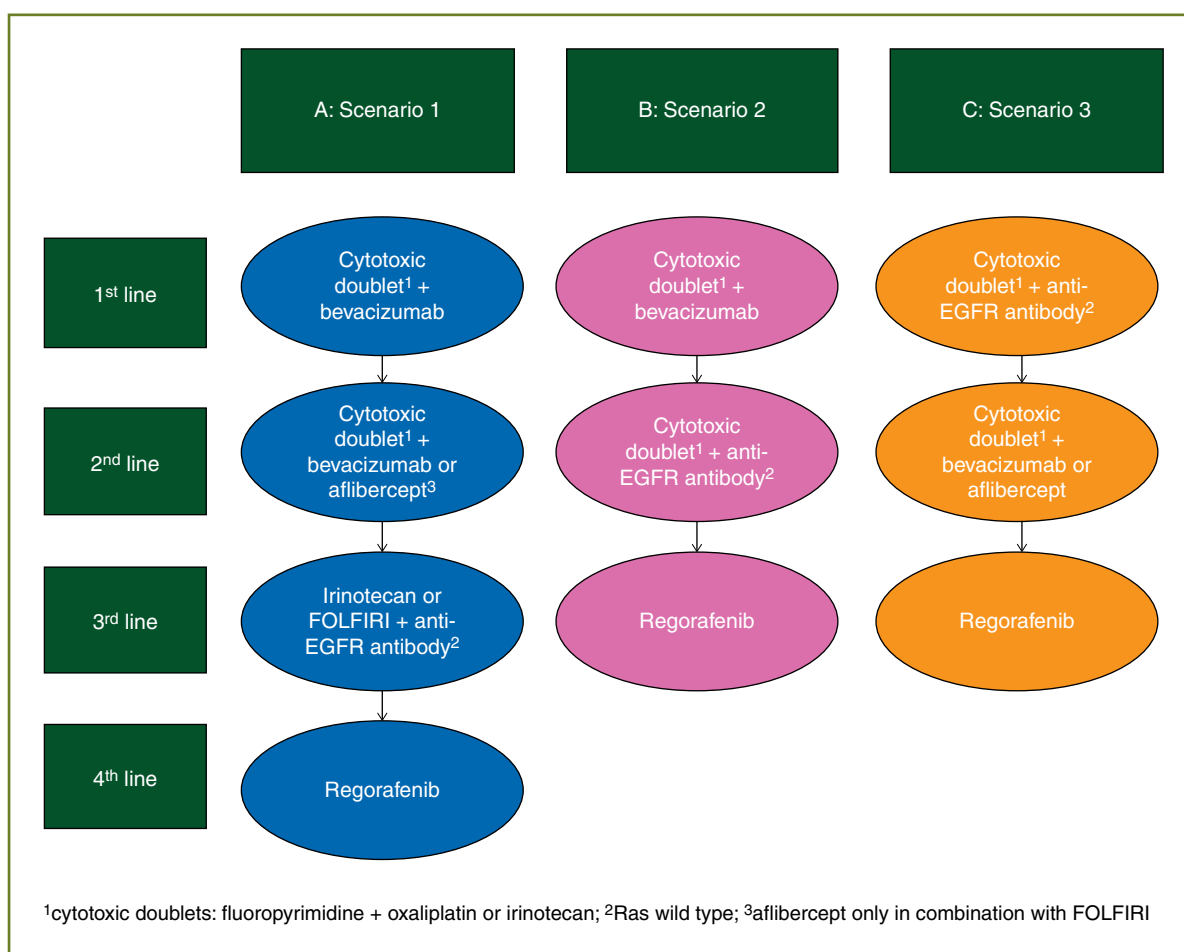 A: Scenario 1
B: Scenario 2
C: Scenario 3
1st line
Cytotoxic
doublet¹ +
bevacizumab
Cytotoxic
doublet¹ +
bevacizumab
Cytotoxic
doublet¹ + anti-
EGFR antibody²
2nd line
Cytotoxic
doublet¹ +
bevacizumab or
aflibercept³
Cytotoxic
doublet¹ + anti-
EGFR antibody²
Cytotoxic
doublet¹ +
bevacizumab or
aflibercept
3rd line
Irinotecan or
FOLFIRI + anti-
EGFR antibody²
Regorafenib
Regorafenib
4th line
Regorafenib
¹cytotoxic doublets: fluoropyrimidine + oxaliplatin or irinotecan; ²Ras wild type; ³aflibercept only in combination with FOLFIRI